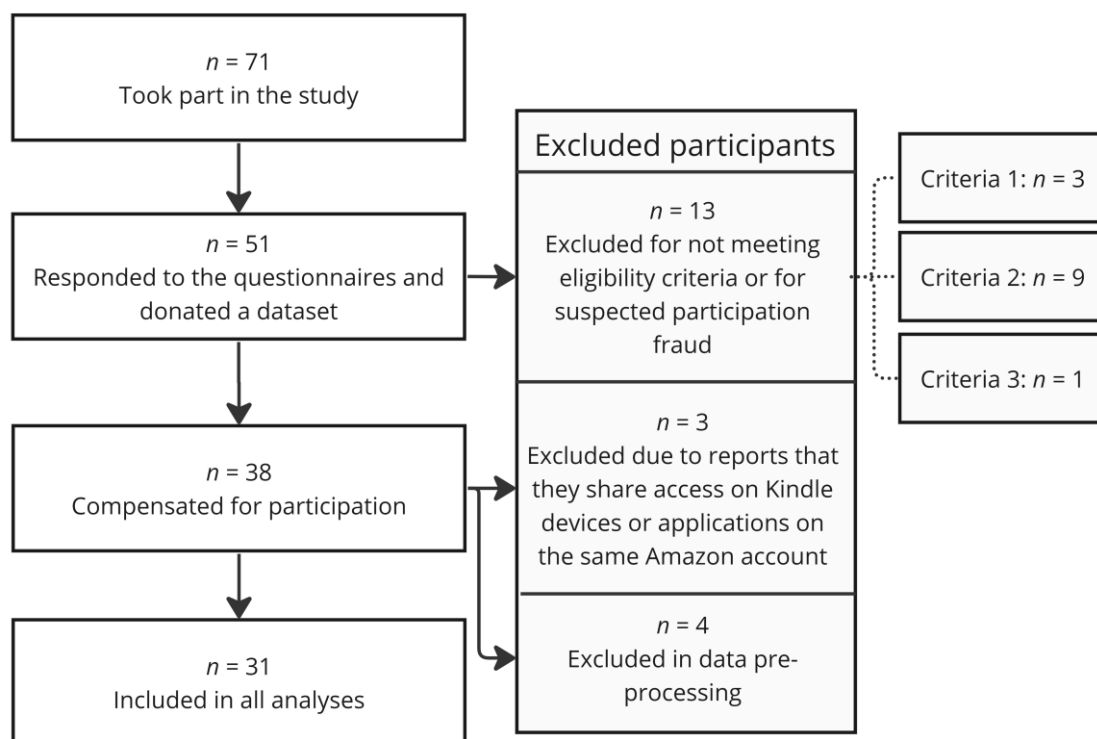 n = 71
Took part in the study
n = 51
Responded to the questionnaires and
donated a dataset
n = 38
Compensated for participation
n = 31
Included in all analyses
Excluded participants
n = 13
Excluded for not meeting
eligibility criteria or for
suspected participation
fraud
n = 3
Excluded due to reports that
they share access on Kindle
devices or applications on
the same Amazon account
n = 4
Excluded in data pre-
processing
Criteria 1: n = 3
Criteria 2: n = 9
Criteria 3: n = 1